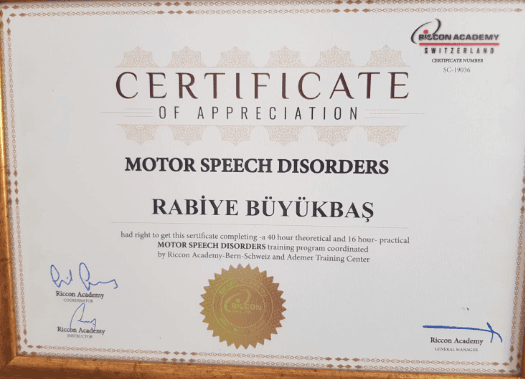 RICCON ACADEMY
SWITZERLAND
CERTIFICATE NUMBER
SC-19036
CERTIFICATE
OF APPRECIATION
MOTOR SPEECH DISORDERS
RABİYE BÜYÜKBAŞ
had right to get this certificate completing -a 40 hour theoretical and 16 hour- practical
MOTOR SPEECH DISORDERS training program coordinated
by Riccon Academy-Bern-Schweiz and Ademer Training Center
Riccon Academy
COORDINATOR
Riccon Academy
INSTRUCTOR
RICCON
Riccon Academy
GENERAL MANAGER